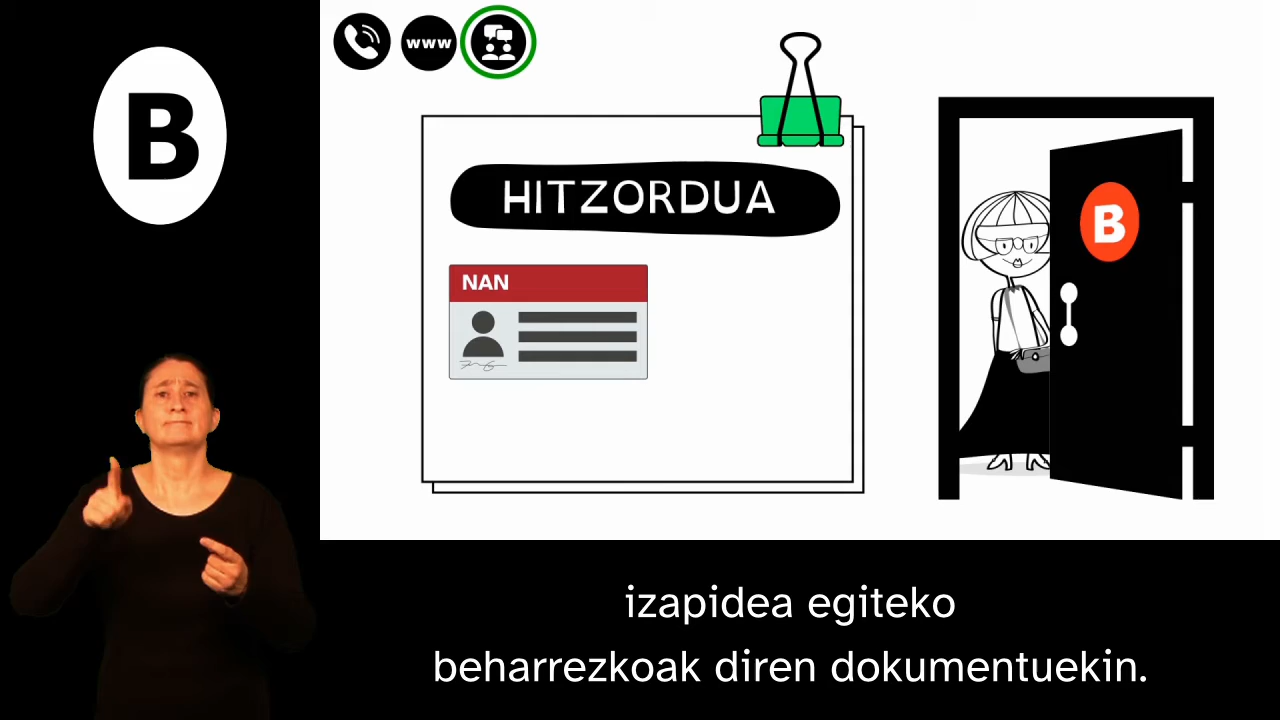 B
www
HITZORDUA
NAN
B
izapidea egiteko
beharrezkoak diren dokumentuekin.